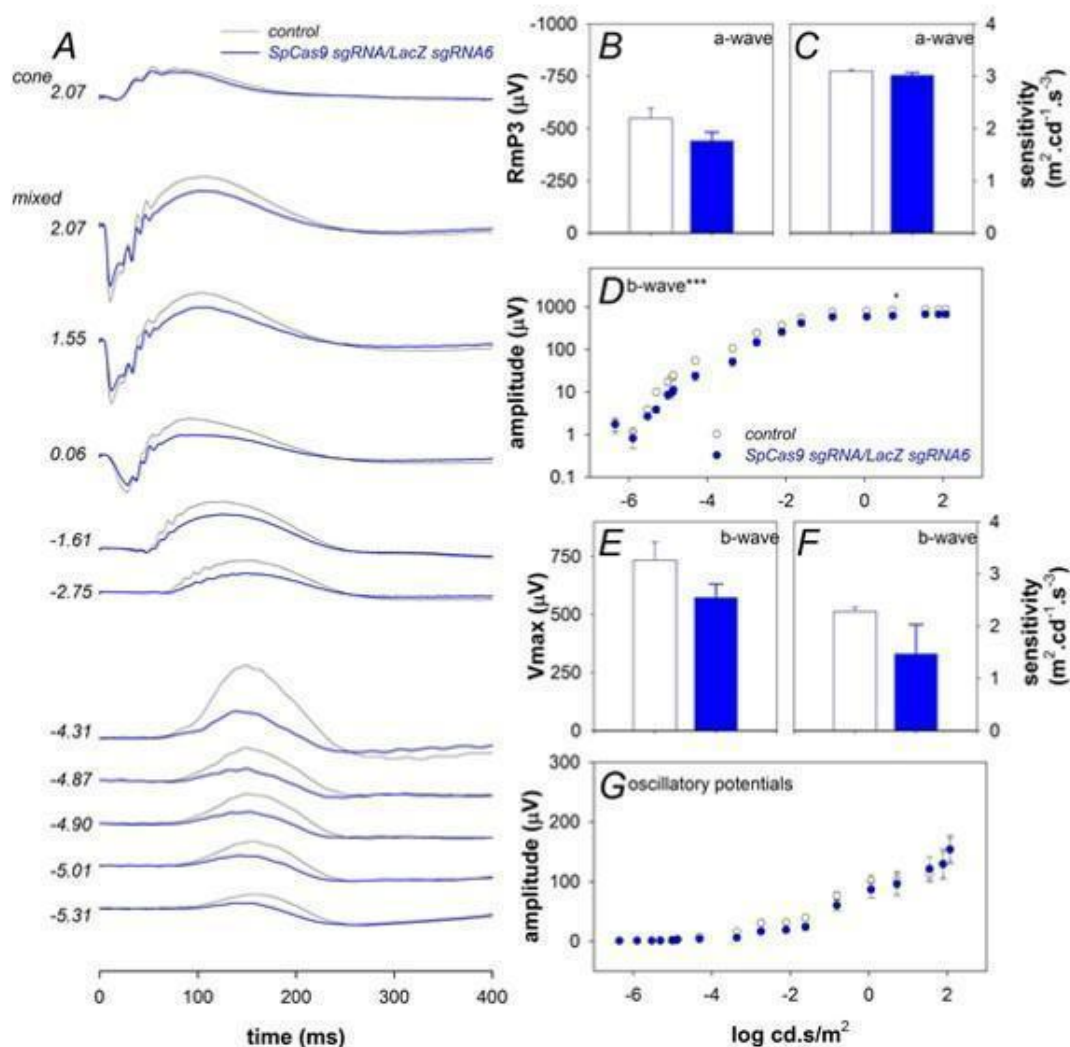 A
control
SpCas9 sgRNA/LacZ sgRNA6
cone
2.07
mixed
2.07
1.55
0.06
-1.61
-2.75
-4.31
-4.87
-4.90
-5.01
-5.31
0 100 200 300 400
time (ms)
B
a-wave
-1000
-750
-500
-250
0
RmP3 (µV)
C
a-wave
4
3
2
1
0
sensitivity
(m².cd⁻¹.s⁻³)
D
b-wave***
*
1000
100
10
1
0.1
amplitude (µV)
control
SpCas9 sgRNA/LacZ sgRNA6
-6 -4 -2 0 2
E
b-wave
750
500
250
0
Vmax (µV)
F
b-wave
4
3
2
1
0
sensitivity
(m².cd⁻¹.s⁻³)
G
oscillatory potentials
300
200
100
0
amplitude (µV)
-6 -4 -2 0 2
log cd.s/m²